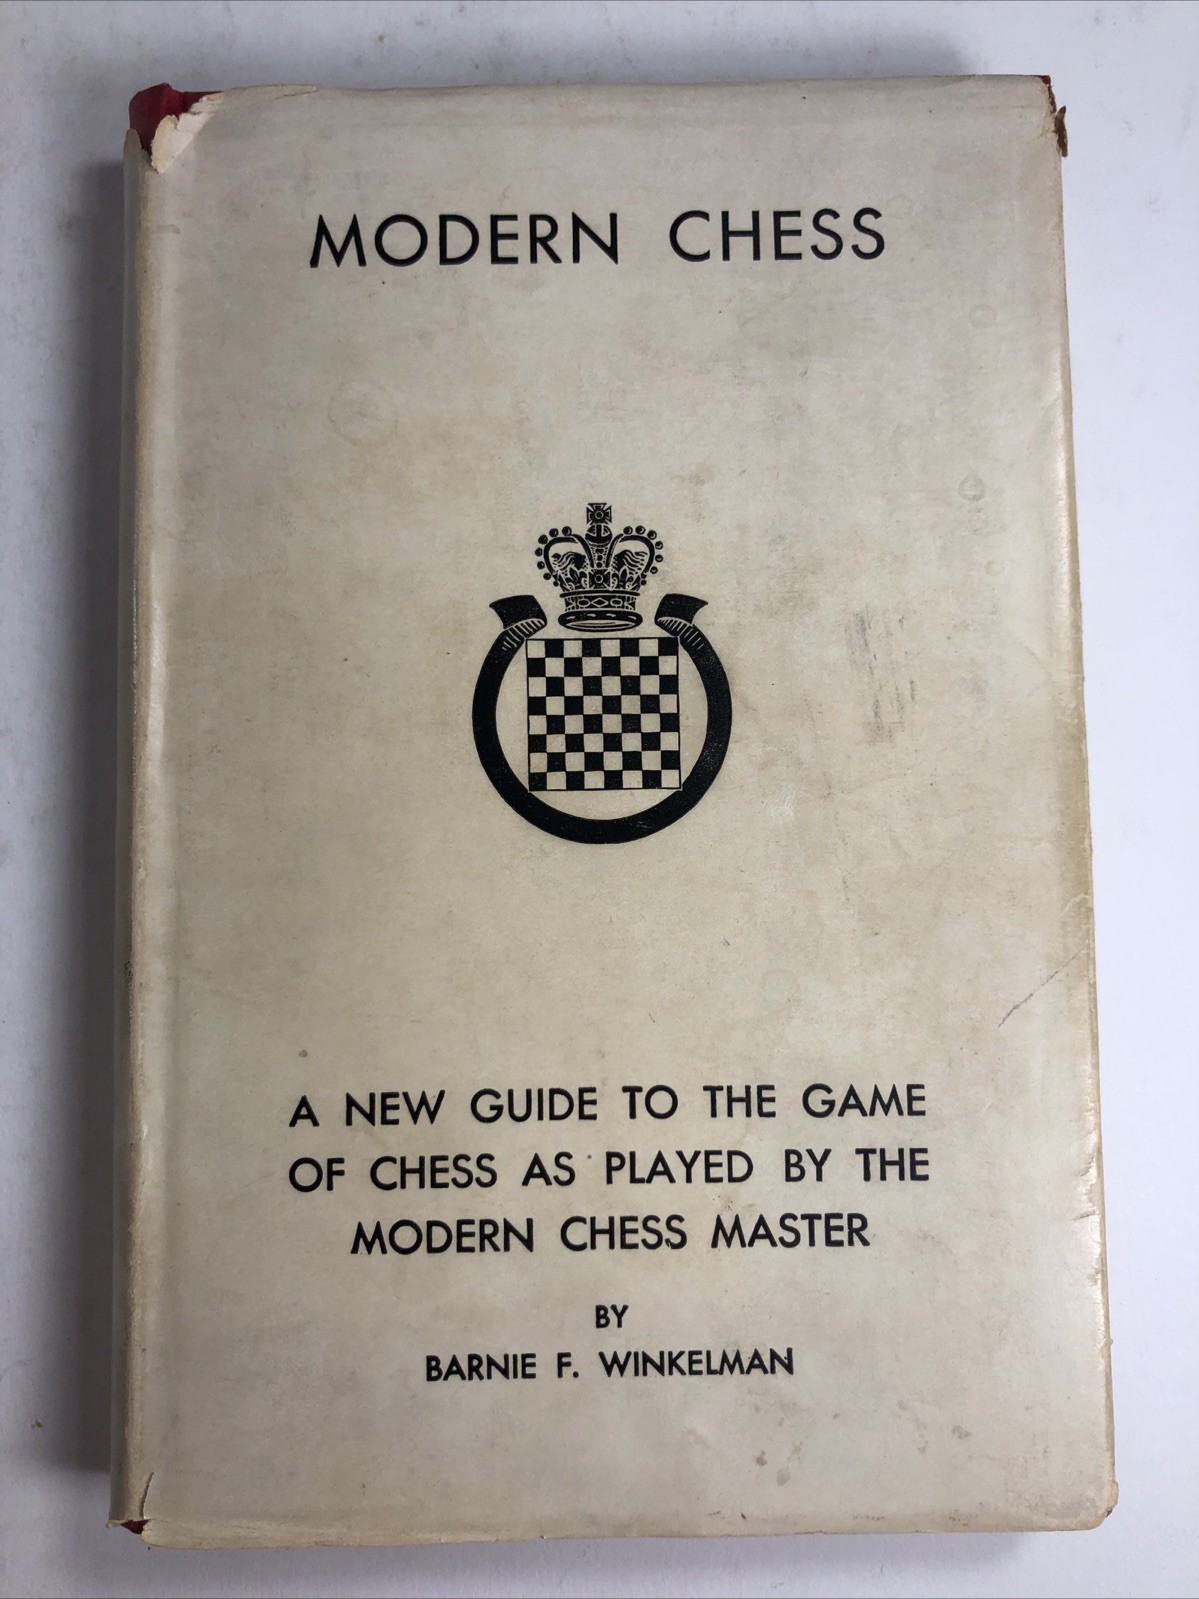 MODERN CHESS
A NEW GUIDE TO THE GAME
OF CHESS AS PLAYED BY THE
MODERN CHESS MASTER
BY
BARNIE F. WINKELMAN